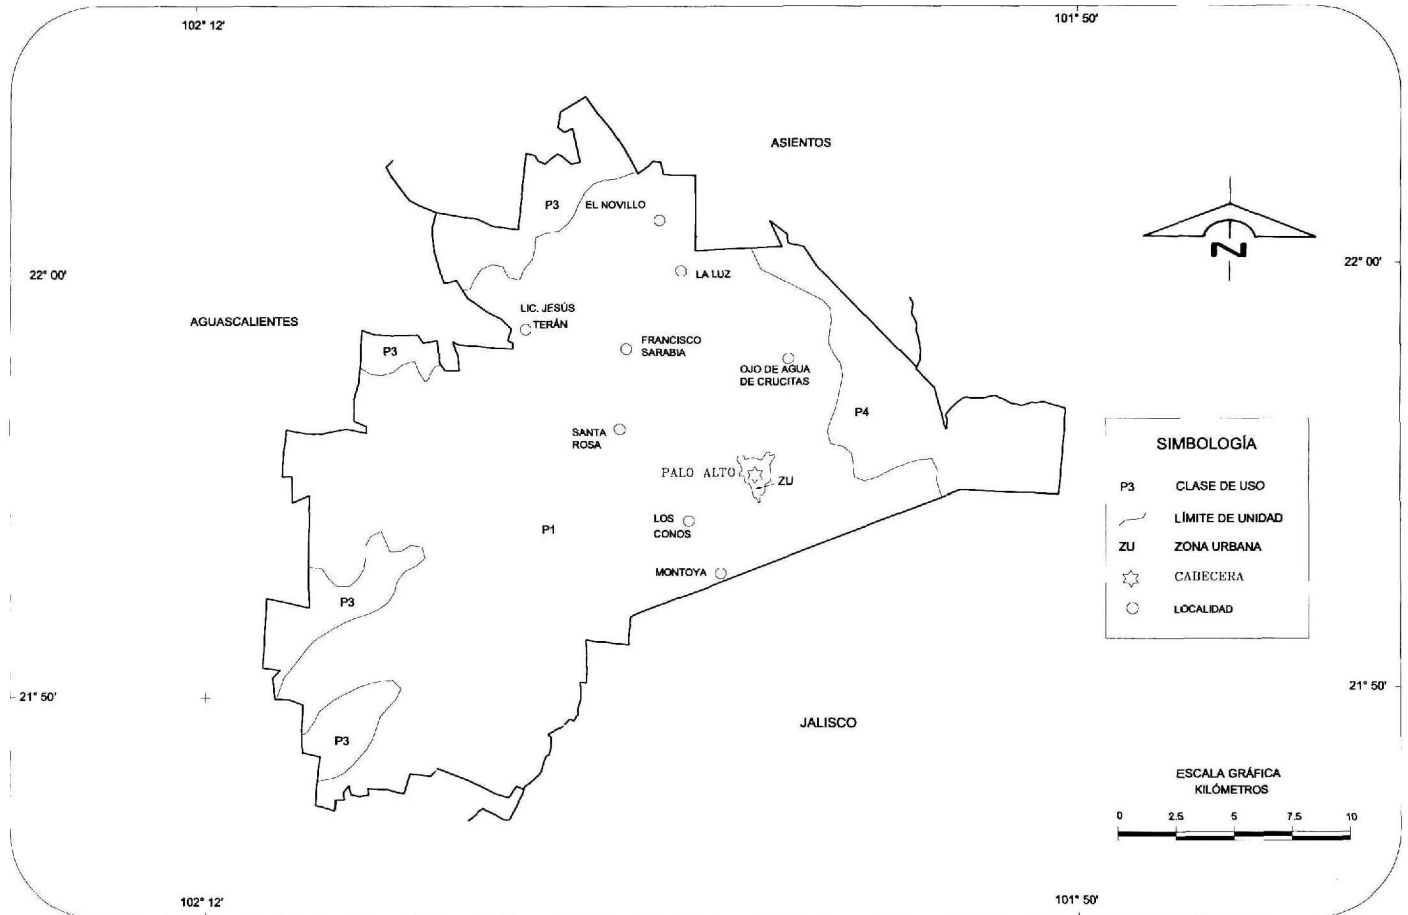 102° 12'
101° 50'
ASIENTOS
P3
EL NOVILLO
N
22° 00'
22° 00'
LA LUZ
LIC. JESÚS
TERÁN
AGUASCALIENTES
FRANCISCO
SARABIA
P3
OJO DE AGUA
DE CRUCITAS
P4
SANTA
ROSA
PALO ALTO
ZU
LOS
CONOS
P1
MONTOYA
P3
SIMBOLOGÍA
P3 CLASE DE USO
LÍMITE DE UNIDAD
ZU ZONA URBANA
CABECERA
LOCALIDAD
21° 50'
21° 50'
JALISCO
P3
ESCALA GRÁFICA
KILÓMETROS
0 2.5 5 7.5 10
102° 12'
101° 50'